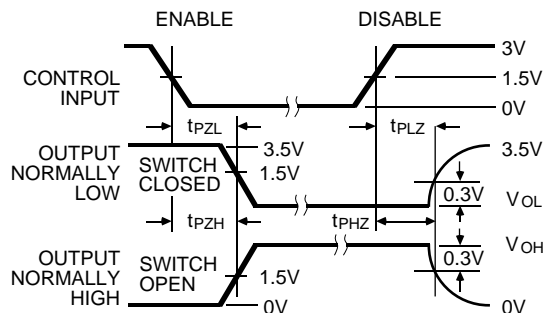 ENABLE DISABLE
3V
CONTROL INPUT 1.5V
0V
tPZL tPLZ
OUTPUT NORMALLY LOW
SWITCH CLOSED
3.5V 3.5V
1.5V
0.3V VOL
tPZH tPHZ
VOH
OUTPUT NORMALLY HIGH
SWITCH OPEN
0.3V
1.5V
0V 0V